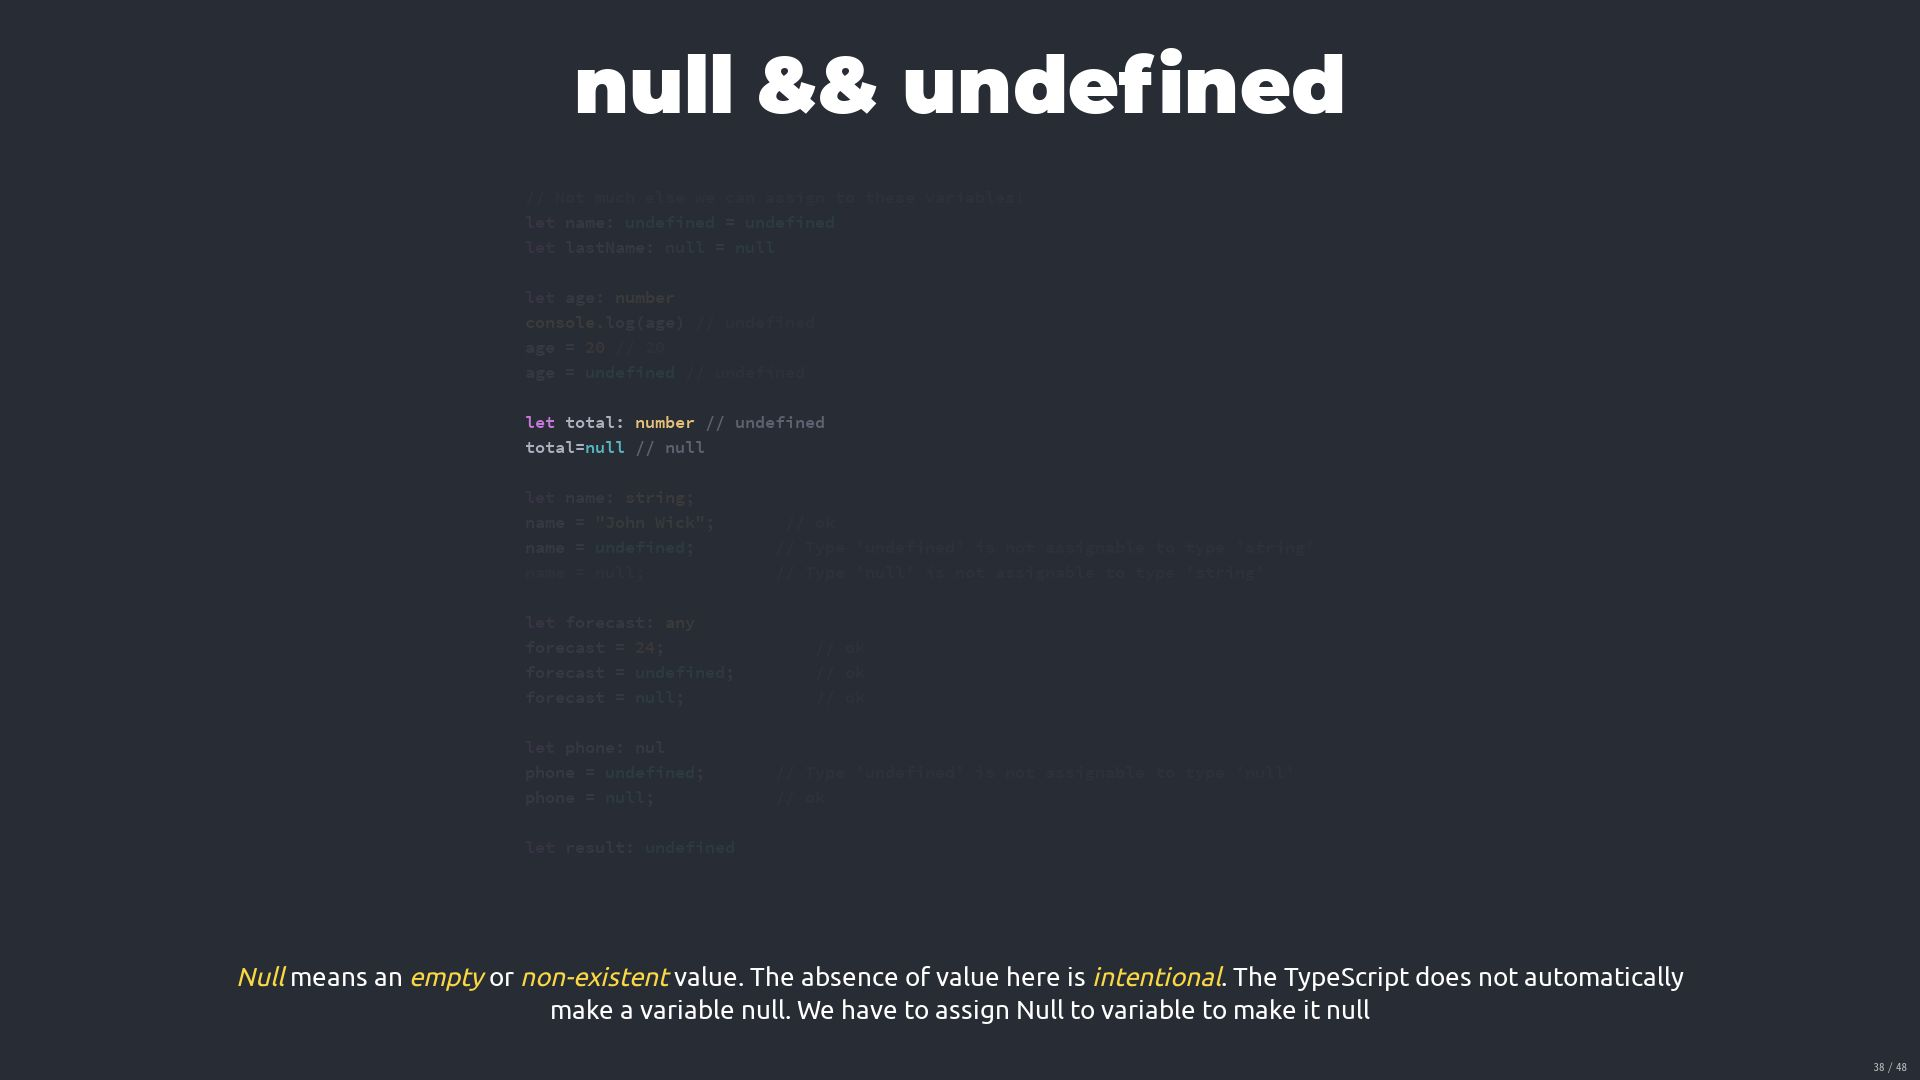 null && undefined
// Not much else we can assign to these variables!
let name: undefined = undefined
let lastName: null = null
let age: number
console.log(age) // undefined
age = 20 // 20
age = undefined // undefined
let total: number // undefined
total=null // null
let name: string;
name = "John Wick"; // ok
name = undefined; // Type 'undefined' is not assignable to type 'string'
name = null; // Type 'null' is not assignable to type 'string'
let forecast: any
forecast = 24; // ok
forecast = undefined; // ok
forecast = null; // ok
let phone: nul
phone = undefined; // Type 'undefined' is not assignable to type 'null'
phone = null; // ok
let result: undefined
Null means an empty or non-existent value. The absence of value here is intentional. The TypeScript does not automatically
make a variable null. We have to assign Null to variable to make it null
38 / 48